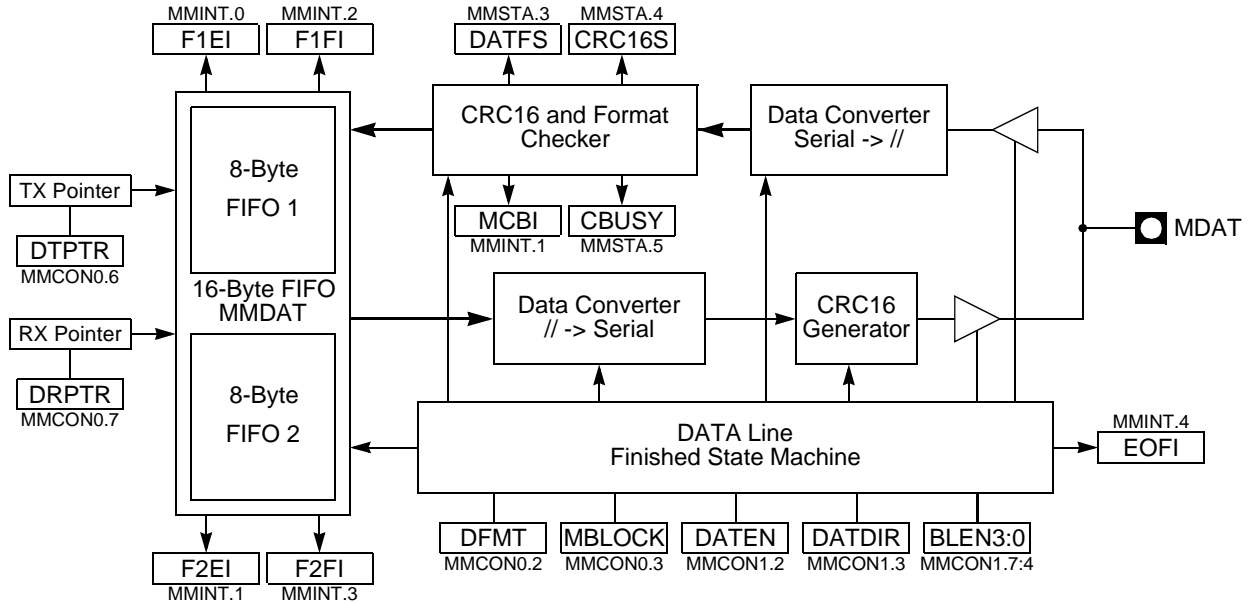 MMINT.0
MMINT.2
MMSTA.3
MMSTA.4
F1EI
F1FI
DATFS
CRC16S
CRC16 and Format
Checker
Data Converter
Serial -> //
8-Byte
FIFO 1
TX Pointer
DTPTR
MMCON0.6
MCBI
MMINT.1
CBUSY
MMSTA.5
MDAT
16-Byte FIFO
MMDAT
Data Converter
// -> Serial
CRC16
Generator
RX Pointer
DRPTR
MMCON0.7
8-Byte
FIFO 2
DATA Line
Finished State Machine
MMINT.4
EOFI
DFMT
MBLOCK
DATEN
DATDIR
BLEN3:0
MMCON0.2
MMCON0.3
MMCON1.2
MMCON1.3
MMCON1.7:4
F2EI
F2FI
MMINT.1
MMINT.3